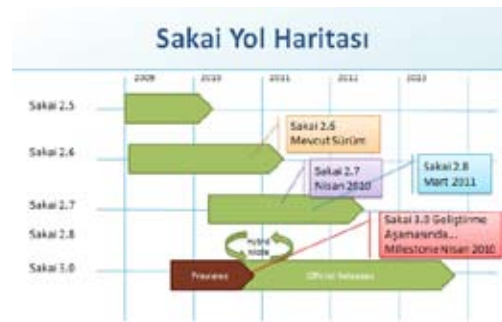 Sakai Yol Haritası
2009 2010 2011 2012 2013
Sakai 2.5
Sakai 2.6
Mevcut Sürüm
Sakai 2.6
Sakai 2.7
Nisan 2010
Sakai 2.8
Mart 2011
Sakai 2.7
Sakai 2.8
Sakai 3.0 Geliştirme
Aşamasında...
Milestone Nisan 2010
Hybrid
Mode
Sakai 3.0
Previews
Official Releases